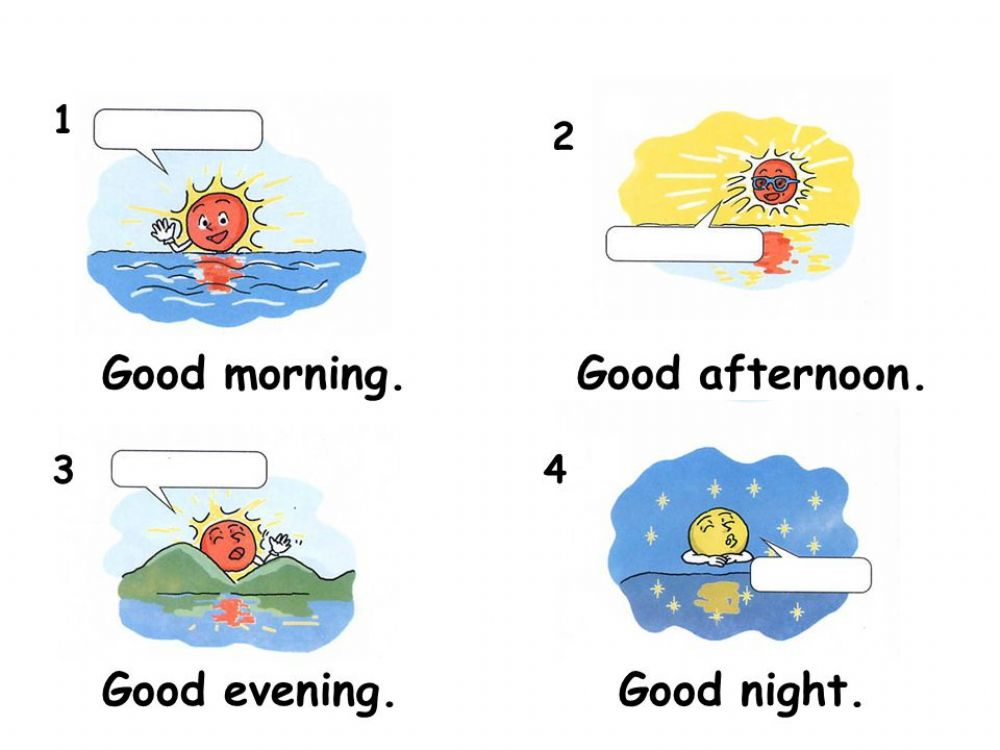 1
2
Good morning.
Good afternoon.
3
4
Good evening.
Good night.